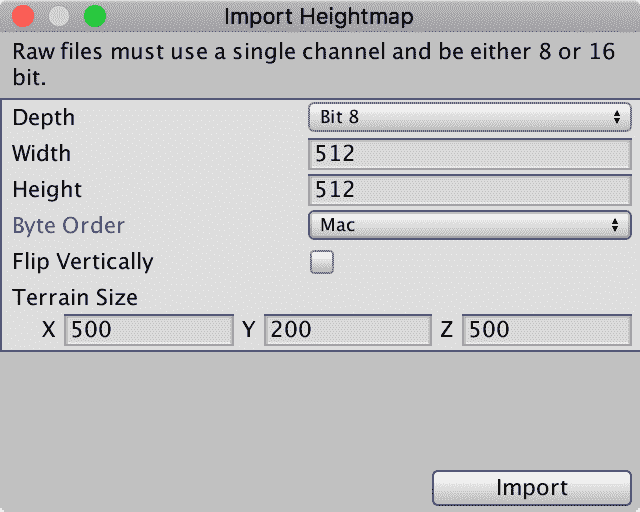 Import Heightmap
Raw files must use a single channel and be either 8 or 16
bit.
Depth Bit 8
Width 512
Height 512
Byte Order Mac
Flip Vertically
Terrain Size
X 500 Y 200 Z 500
Import